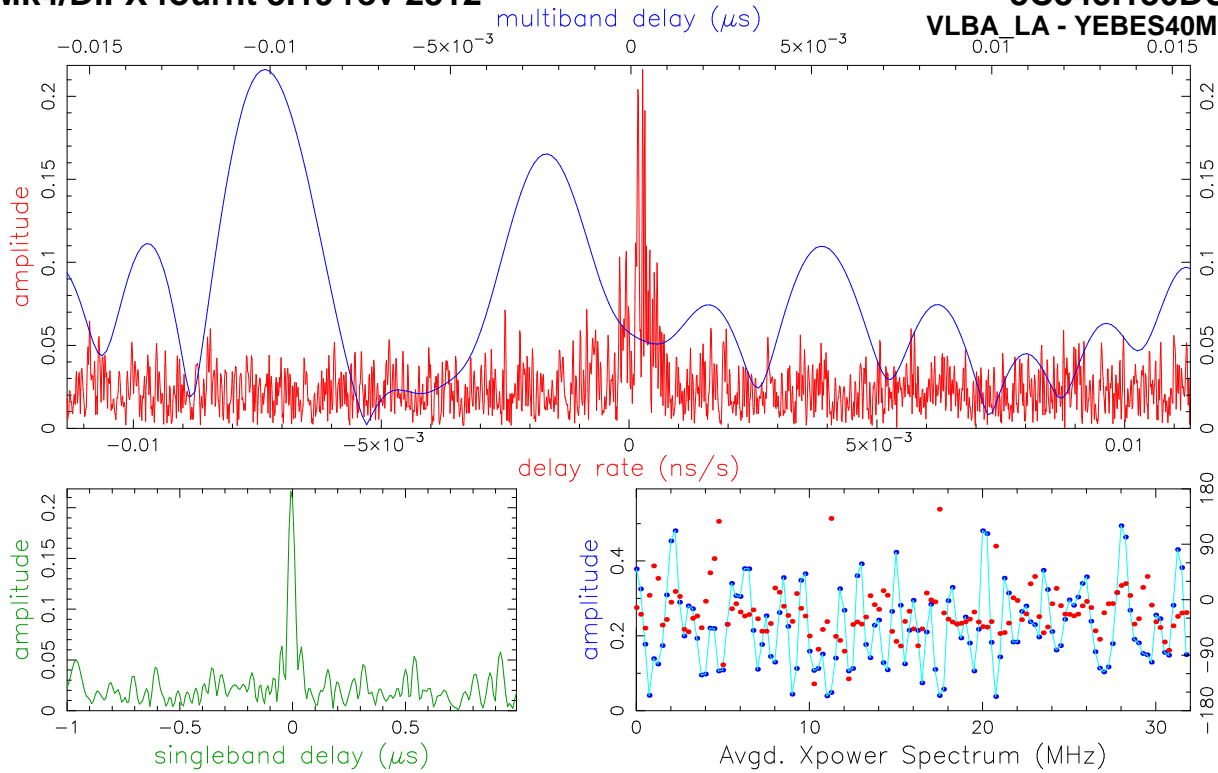 multiband delay (μs)
VLBA_LA - YEBES40M
−0.015 −0.01 −5×10⁻³ 0 5×10⁻³ 0.01 0.015
amplitude
0 0.05 0.1 0.15 0.2
0 0.05 0.1 0.15 0.2
−0.01 −5×10⁻³ 0 5×10⁻³ 0.01
delay rate (ns/s)
amplitude
0 0.05 0.1 0.15 0.2
−1 −0.5 0 0.5
singleband delay (μs)
amplitude
0 0.2 0.4
−180 −90 0 90 180
0 10 20 30
Avgd. Xpower Spectrum (MHz)